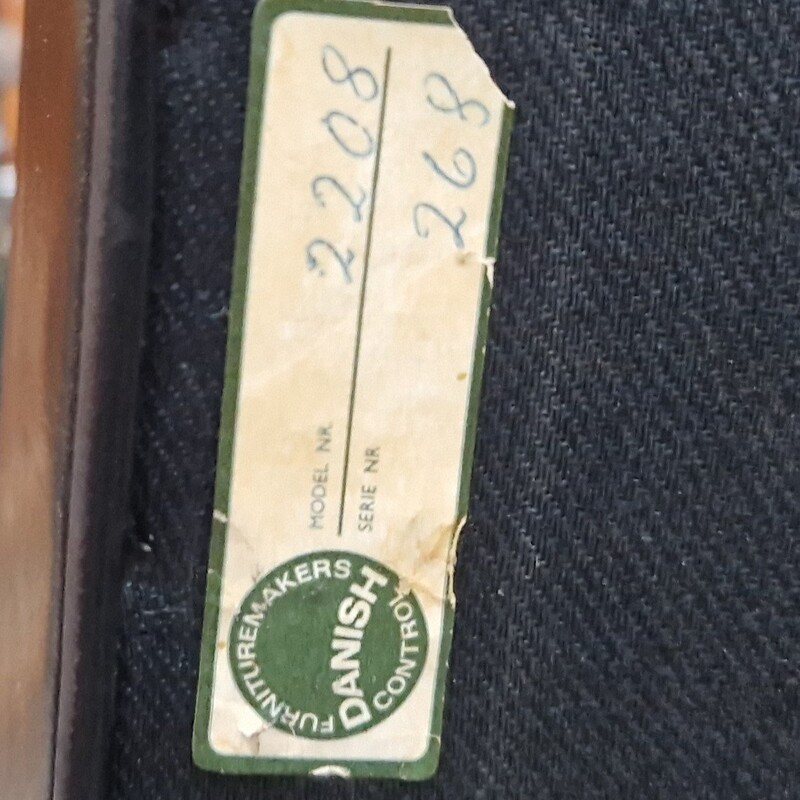 DANISH
FURNITUREMAKERS
CONTROL
MODEL NR. 2208
SERIE NR 268